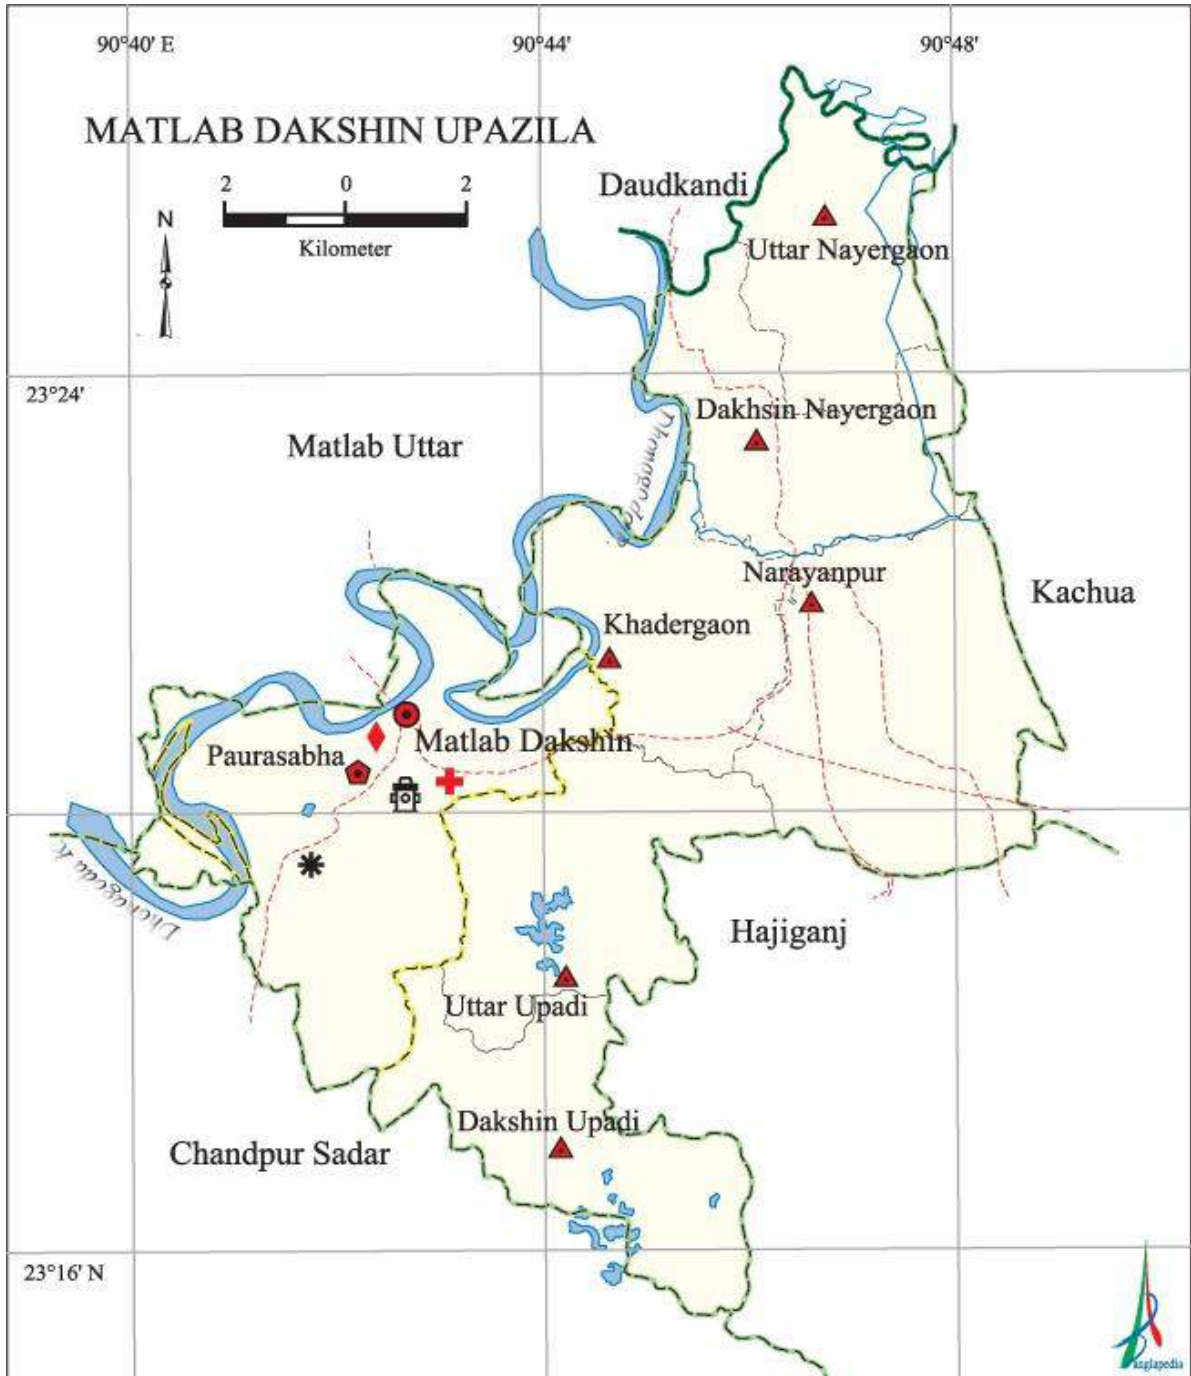 90°40' E
90°44'
90°48'
MATLAB DAKSHIN UPAZILA
2 0 2
Kilometer
N
Daudkandi
Uttar Nayergaon
23°24'
Dakhsin Nayergaon
Matlab Uttar
Dhonagoda
Narayanpur
Kachua
Khadergaon
Matlab Dakshin
Paurasabha
Dhonagoda R
Hajiganj
Uttar Upadi
Dakshin Upadi
Chandpur Sadar
23°16' N
anglapedia